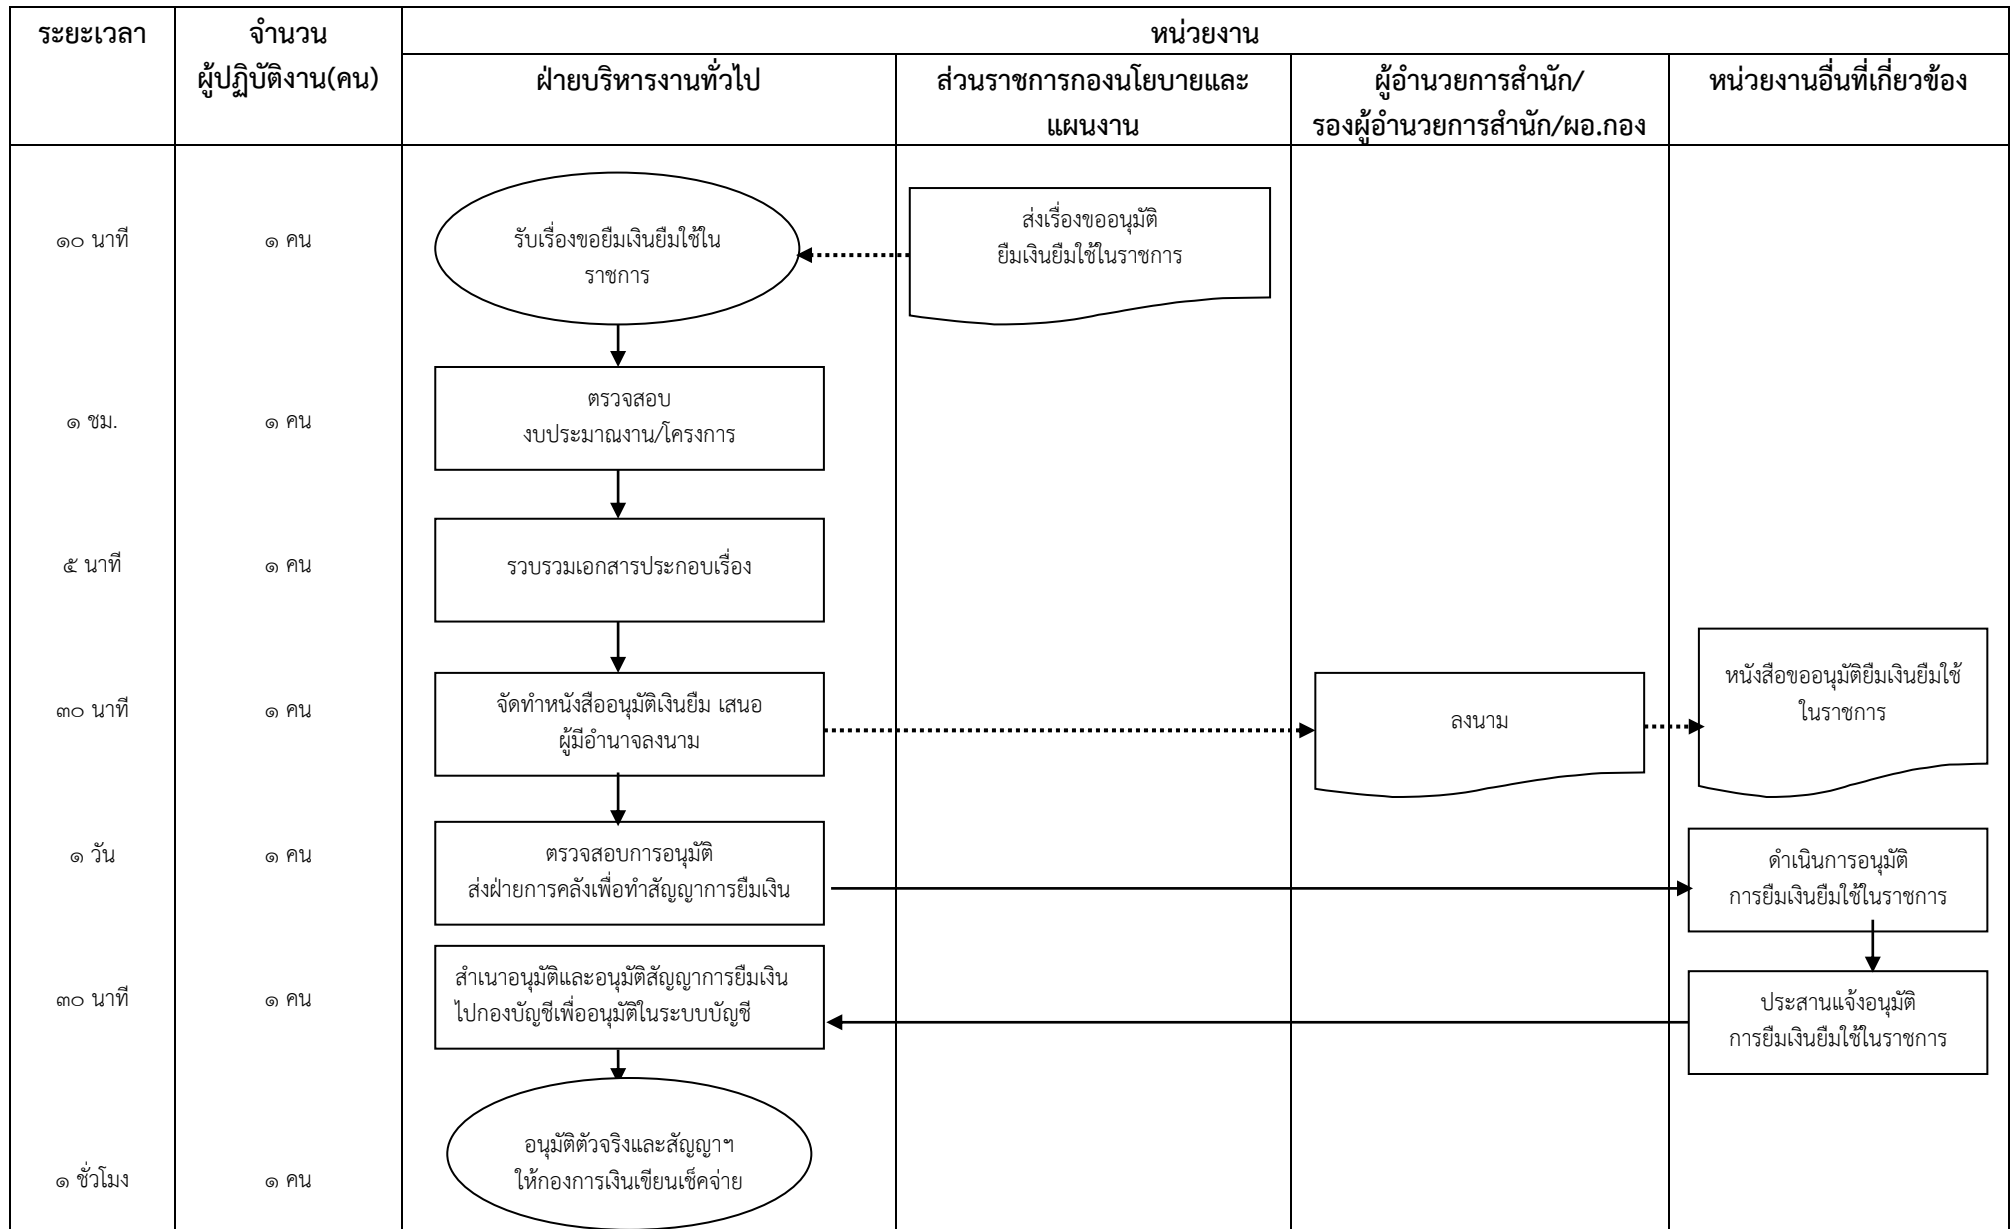 ระยะเวลา
จำนวน
ผู้ปฏิบัติงาน(คน)
หน่วยงาน
ฝ่ายบริหารงานทั่วไป
ส่วนราชการกองนโยบายและ
แผนงาน
ผู้อำนวยการสำนัก/
รองผู้อำนวยการสำนัก/ผอ.กอง
หน่วยงานอื่นที่เกี่ยวข้อง
๑๐ นาที
๑ คน
รับเรื่องขอยืมเงินยืมใช้ใน
ราชการ
ส่งเรื่องขออนุมัติ
ยืมเงินยืมใช้ในราชการ
๑ ชม.
๑ คน
ตรวจสอบ
งบประมาณงาน/โครงการ
๕ นาที
๑ คน
รวบรวมเอกสารประกอบเรื่อง
๓๐ นาที
๑ คน
จัดทำหนังสืออนุมัติเงินยืม เสนอ
ผู้มีอำนาจลงนาม
ลงนาม
หนังสือขออนุมัติยืมเงินยืมใช้
ในราชการ
๑ วัน
๑ คน
ตรวจสอบการอนุมัติ
ส่งฝ่ายการคลังเพื่อทำสัญญาการยืมเงิน
ดำเนินการอนุมัติ
การยืมเงินยืมใช้ในราชการ
๓๐ นาที
๑ คน
สำเนาอนุมัติและอนุมัติสัญญาการยืมเงิน
ไปกองบัญชีเพื่ออนุมัติในระบบบัญชี
ประสานแจ้งอนุมัติ
การยืมเงินยืมใช้ในราชการ
๑ ชั่วโมง
๑ คน
อนุมัติตัวจริงและสัญญาฯ
ให้กองการเงินเขียนเช็คจ่าย